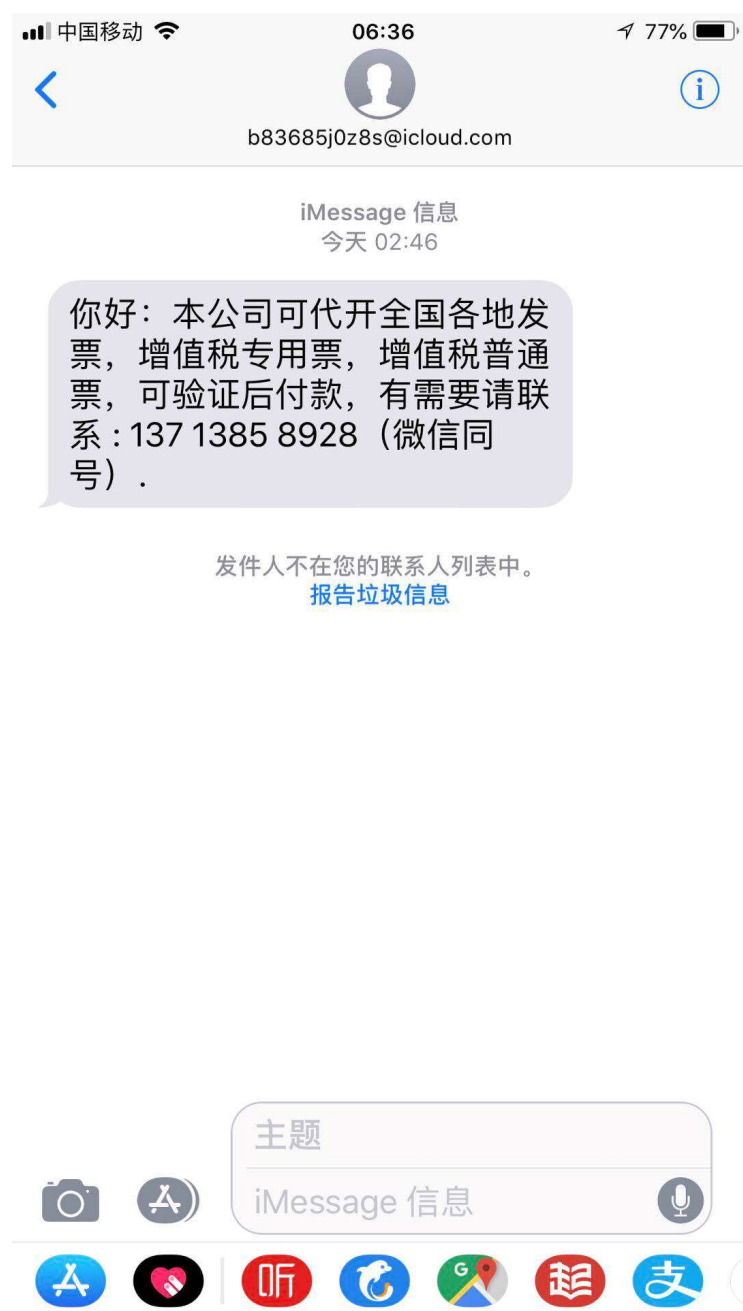 中国移动 06:36 77%
b83685j0z8s@icloud.com
iMessage 信息
今天 02:46
你好：本公司可代开全国各地发
票，增值税专用票，增值税普通
票，可验证后付款，有需要请联
系：137 1385 8928（微信同
号）.
发件人不在您的联系人列表中。
报告垃圾信息
主题
iMessage 信息
听
G
起
支